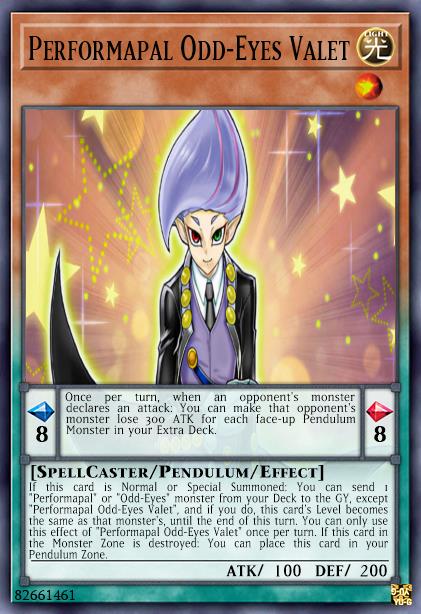 Performapal Odd-Eyes Valet
LIGHT
光
Once per turn, when an opponent's monster
declares an attack: You can make that opponent's
monster lose 300 ATK for each face-up Pendulum
Monster in your Extra Deck.
8
8
[SpellCaster/Pendulum/Effect]
If this card is Normal or Special Summoned: You can send 1
"Performapal" or "Odd-Eyes" monster from your Deck to the GY, except
"Performapal Odd-Eyes Valet", and if you do, this card's Level becomes
the same as that monster's, until the end of this turn. You can only use
this effect of "Performapal Odd-Eyes Valet" once per turn. If this card in
the Monster Zone is destroyed: You can place this card in your
Pendulum Zone.
ATK/ 100 DEF/ 200
82661461